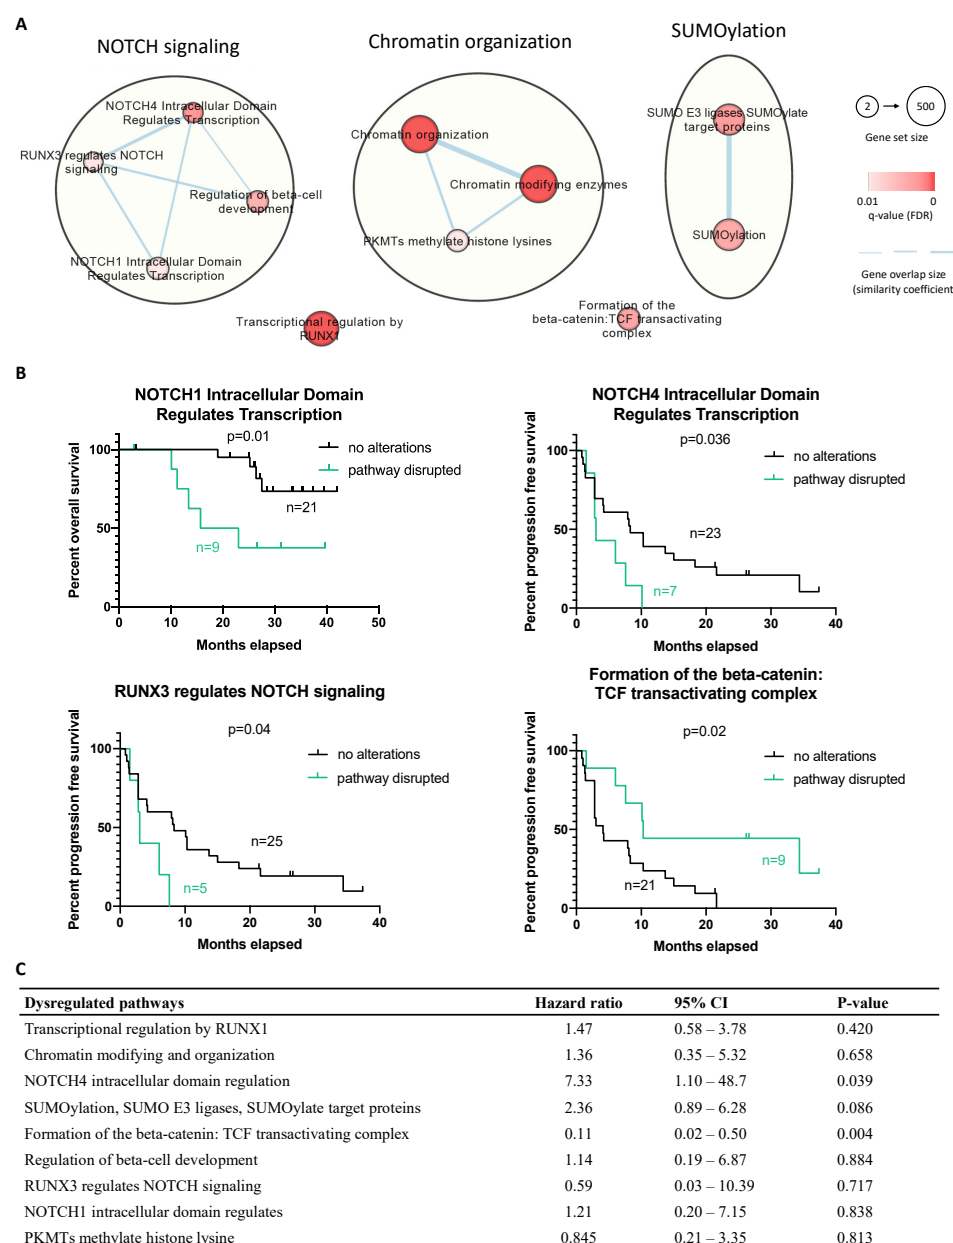 A
NOTCH signaling
Chromatin organization
SUMOylation
NOTCH4 Intracellular Domain
Regulates Transcription
RUNX3 regulates NOTCH
signaling
Regulation of beta-cell
development
NOTCH1 Intracellular Domain
Regulates Transcription
Chromatin organization
Chromatin modifying enzymes
PKMTs methylate histone lysines
SUMO E3 ligases SUMOylate
target proteins
SUMOylation
Transcriptional regulation by
RUNX1
Formation of the
beta-catenin:TCF transactivating
complex
2
500
Gene set size
0.01 0
q-value (FDR)
Gene overlap size
(similarity coefficient
B
NOTCH1 Intracellular Domain
Regulates Transcription
p=0.01
no alterations
pathway disrupted
n=21
n=9
Percent overall survival
100
50
0
0 10 20 30 40 50
Months elapsed
NOTCH4 Intracellular Domain
Regulates Transcription
p=0.036
no alterations
pathway disrupted
n=23
n=7
Percent progression free survival
100
50
0
0 10 20 30 40
Months elapsed
RUNX3 regulates NOTCH signaling
p=0.04
no alterations
pathway disrupted
n=25
n=5
Percent progression free survival
100
50
0
0 10 20 30 40
Months elapsed
Formation of the beta-catenin:
TCF transactivating complex
p=0.02
no alterations
pathway disrupted
n=9
n=21
Percent progression free survival
100
50
0
0 10 20 30 40
Months elapsed
C
Dysregulated pathways Hazard ratio 95% CI P-value
Transcriptional regulation by RUNX1 1.47 0.58 – 3.78 0.420
Chromatin modifying and organization 1.36 0.35 – 5.32 0.658
NOTCH4 intracellular domain regulation 7.33 1.10 – 48.7 0.039
SUMOylation, SUMO E3 ligases, SUMOylate target proteins 2.36 0.89 – 6.28 0.086
Formation of the beta-catenin: TCF transactivating complex 0.11 0.02 – 0.50 0.004
Regulation of beta-cell development 1.14 0.19 – 6.87 0.884
RUNX3 regulates NOTCH signaling 0.59 0.03 – 10.39 0.717
NOTCH1 intracellular domain regulates 1.21 0.20 – 7.15 0.838
PKMTs methylate histone lysine 0.845 0.21 – 3.35 0.813